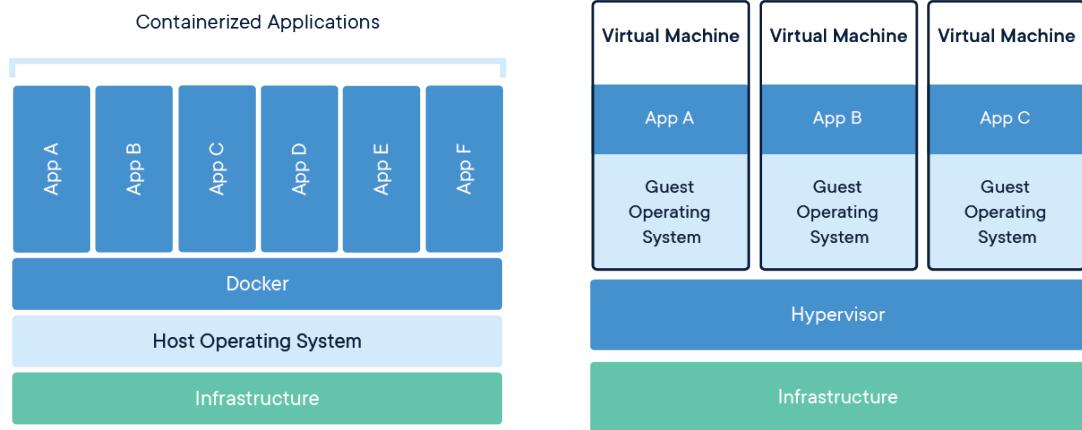 Containerized Applications
App A
App B
App C
App D
App E
App F
Docker
Host Operating System
Infrastructure
Virtual Machine
Virtual Machine
Virtual Machine
App A
App B
App C
Guest
Operating
System
Guest
Operating
System
Guest
Operating
System
Hypervisor
Infrastructure